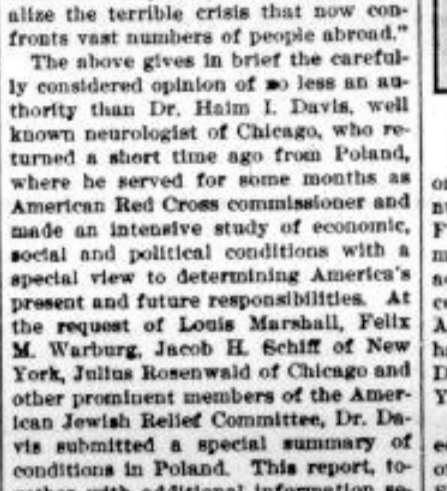 alize the terrible crisis that now con-
fronts vast numbers of people abroad."
The above gives in brief the careful-
ly considered opinion of no less an au-
thority than Dr. Haim I. Davis, well
known neurologist of Chicago, who re-
turned a short time ago from Poland,
where he served for some months as
American Red Cross commissioner and
made an intensive study of economic,
social and political conditions with a
special view to determining America's
present and future responsibilities. At
the request of Louis Marshall, Felix
M. Warburg, Jacob H. Schiff of New
York, Julius Rosenwald of Chicago and
other prominent members of the Amer-
ican Jewish Relief Committee, Dr. Da-
vis submitted a special summary of
conditions in Poland. This report, to-
gether with additional information se-